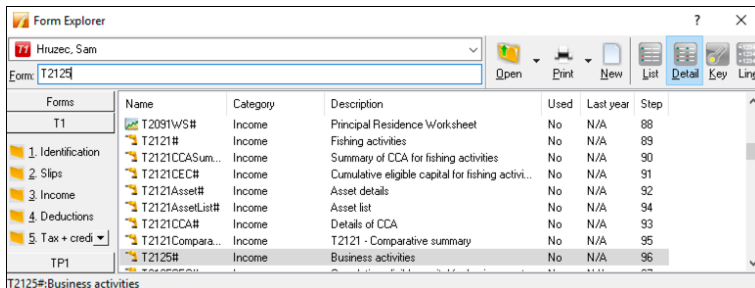 Form Explorer ? X
T1 Hruzec, Sam
Form: T2125
Open Print New List Detail Key
Forms
T1
1. Identification
2. Slips
3. Income
4. Deductions
5. Tax + credi
TP1
Name Category Description Used Last year Step
T2091WS# Income Principal Residence Worksheet No N/A 88
T2121# Income Fishing activities No N/A 89
T2121CCASum... Income Summary of CCA for fishing activities No N/A 90
T2121CEC# Income Cumulative eligible capital for fishing activi... No N/A 91
T2121Asset# Income Asset details No N/A 92
T2121AssetList# Income Asset list No N/A 94
T2121CCA# Income Details of CCA No N/A 93
T2121Compara... Income T2121 - Comparative summary No N/A 95
T2125# Income Business activities No N/A 96
T2125#:Business activities